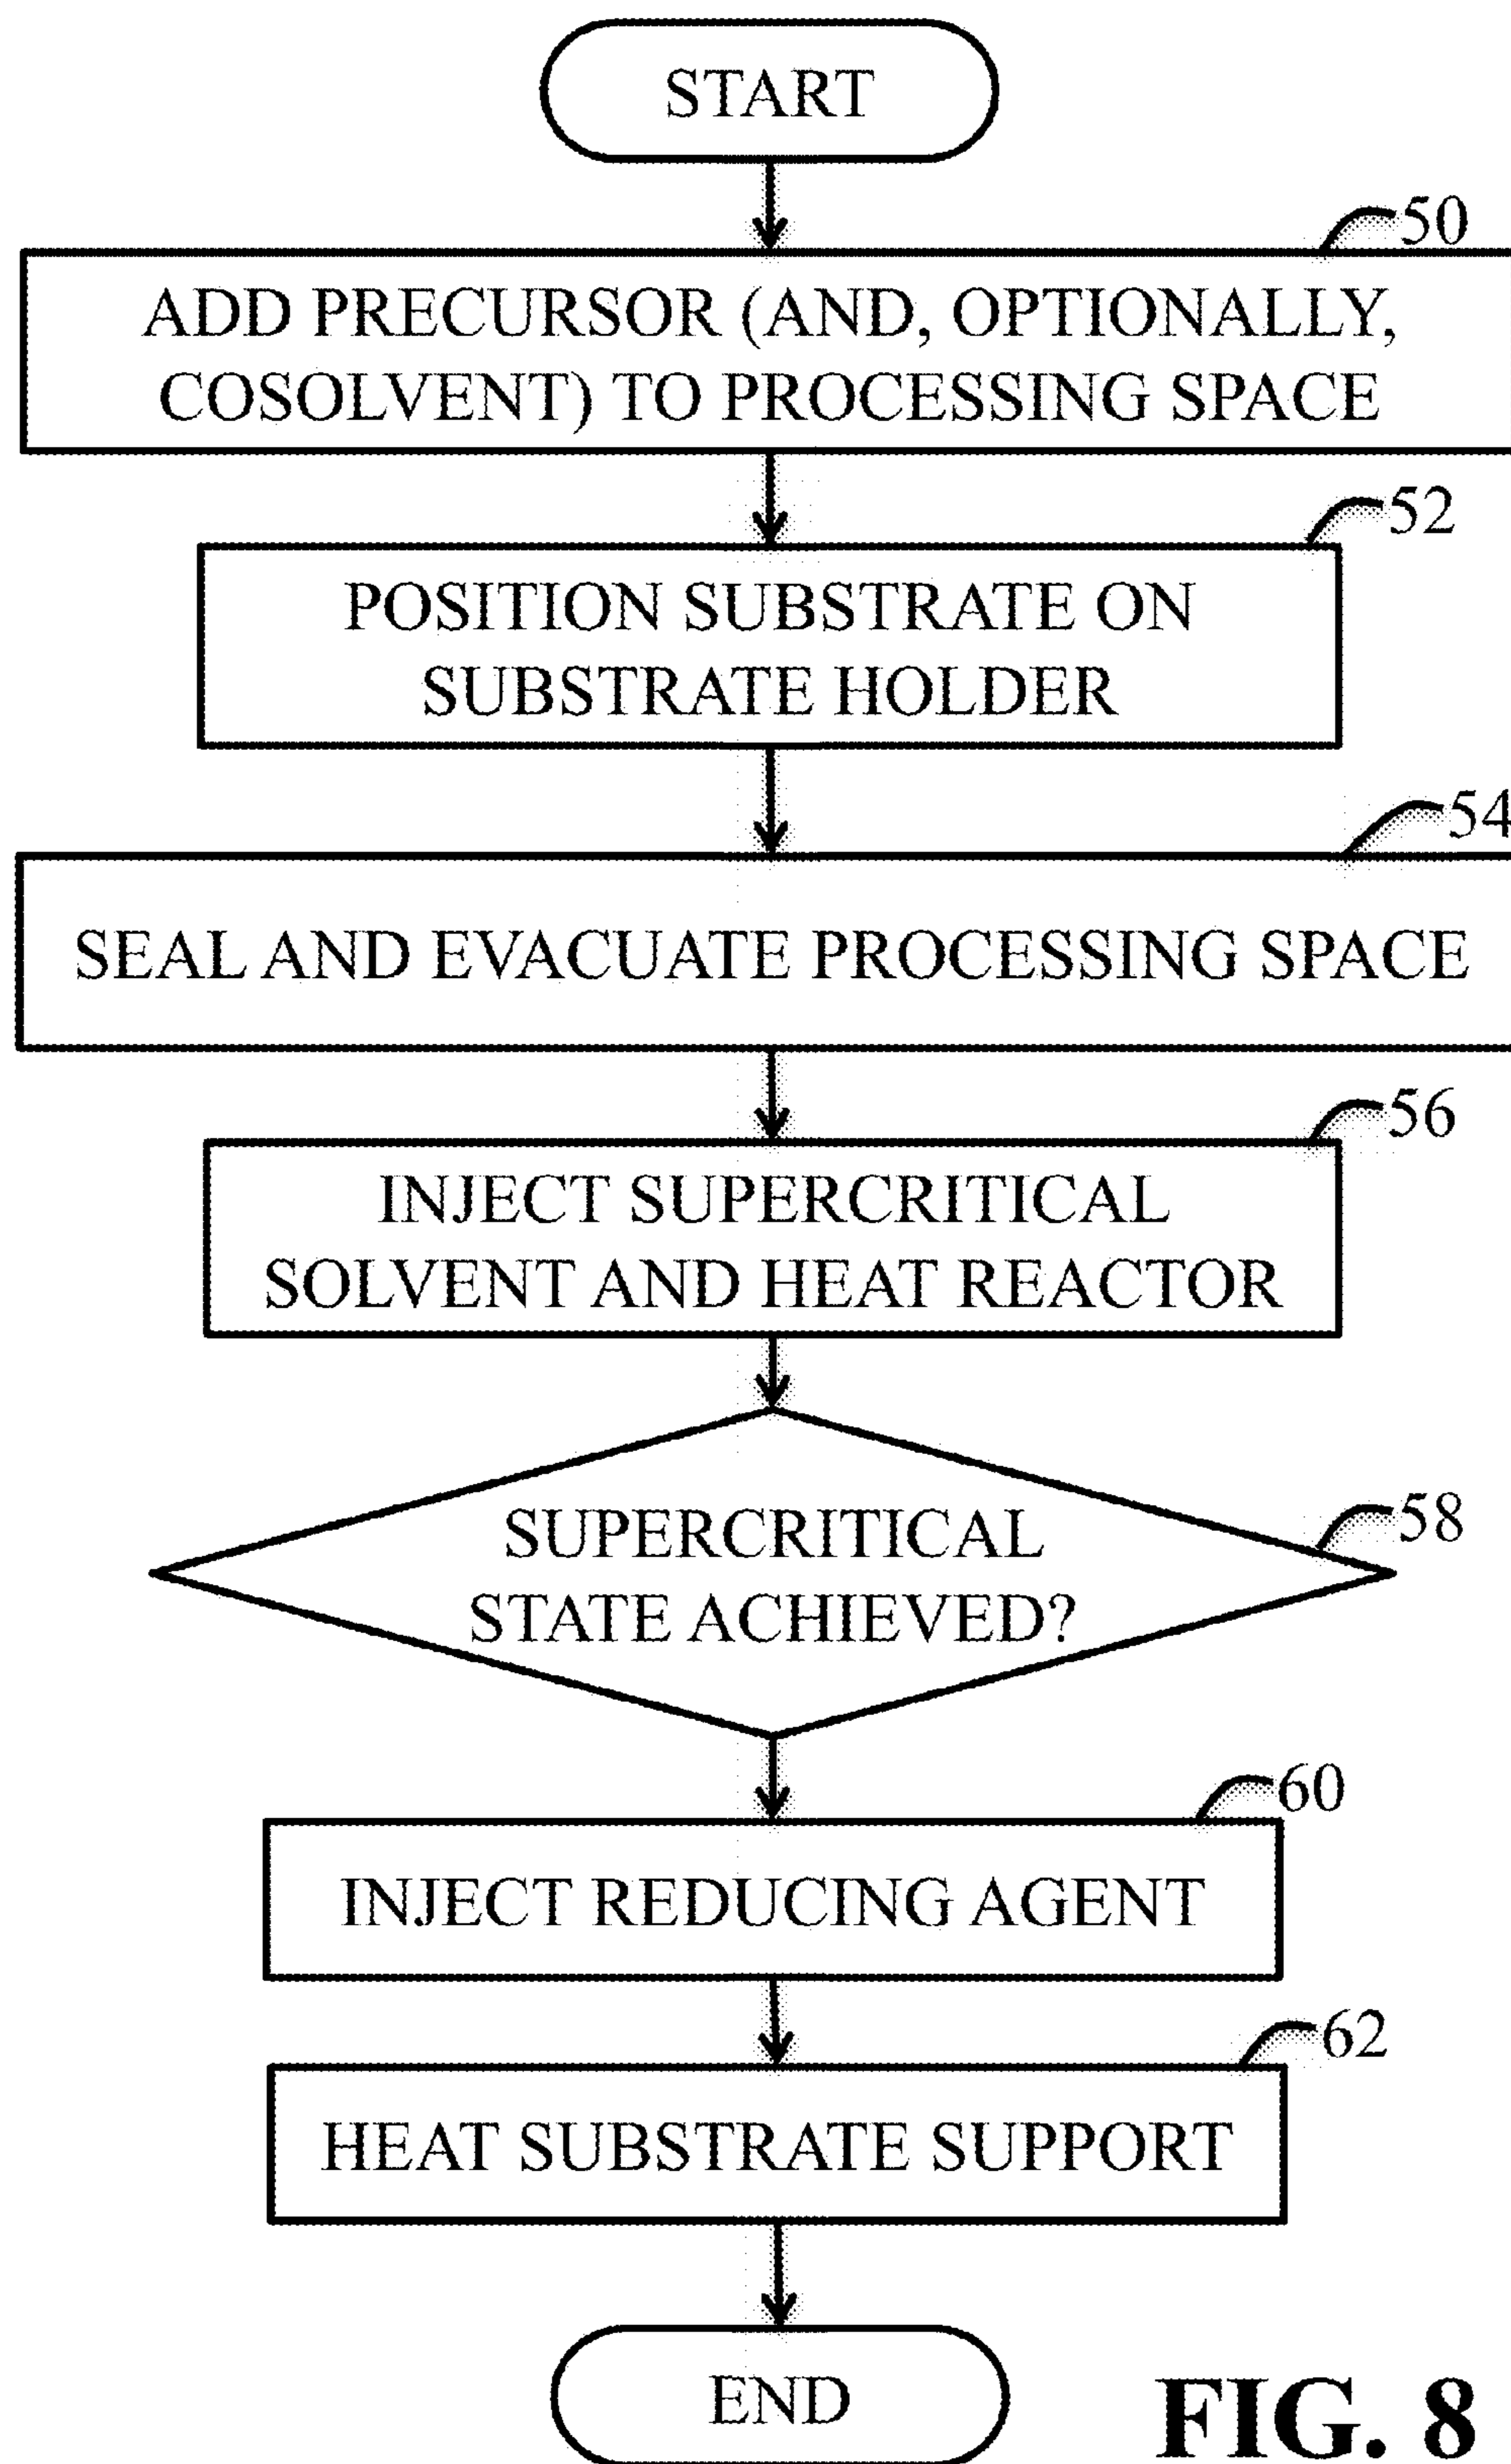 START
50
ADD PRECURSOR (AND, OPTIONALLY,
COSOLVENT) TO PROCESSING SPACE
52
POSITION SUBSTRATE ON
SUBSTRATE HOLDER
54
SEAL AND EVACUATE PROCESSING SPACE
56
INJECT SUPERCRITICAL
SOLVENT AND HEAT REACTOR
58
SUPERCRITICAL
STATE ACHIEVED?
60
INJECT REDUCING AGENT
62
HEAT SUBSTRATE SUPPORT
END
FIG. 8